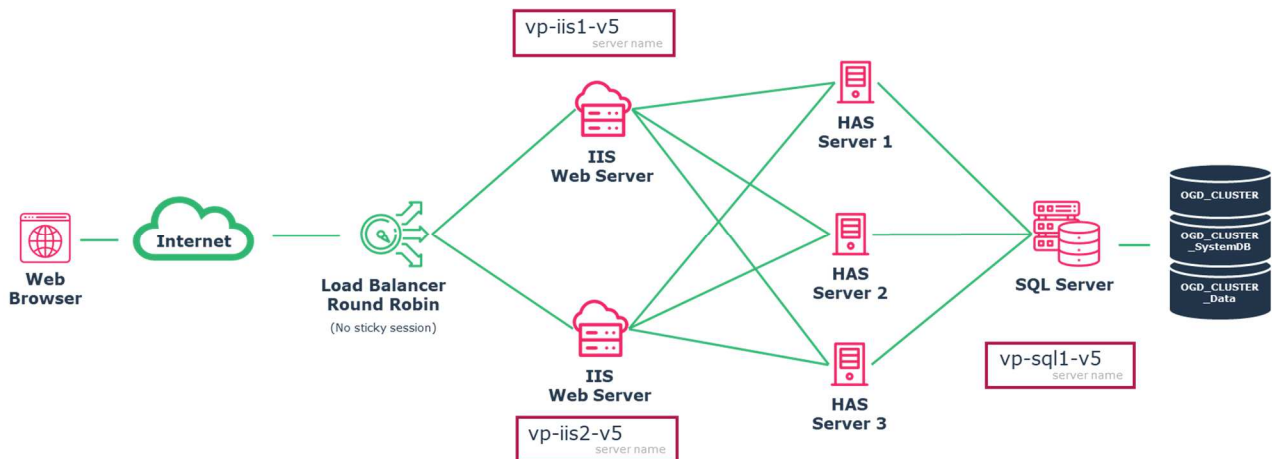 vp-iis1-v5
server name
IIS
Web Server
HAS
Server 1
Web
Browser
Internet
Load Balancer
Round Robin
(No sticky session)
HAS
Server 2
SQL Server
OGD_CLUSTER
OGD_CLUSTER
_SystemDB
OGD_CLUSTER
_Data
IIS
Web Server
vp-iis2-v5
server name
HAS
Server 3
vp-sql1-v5
server name